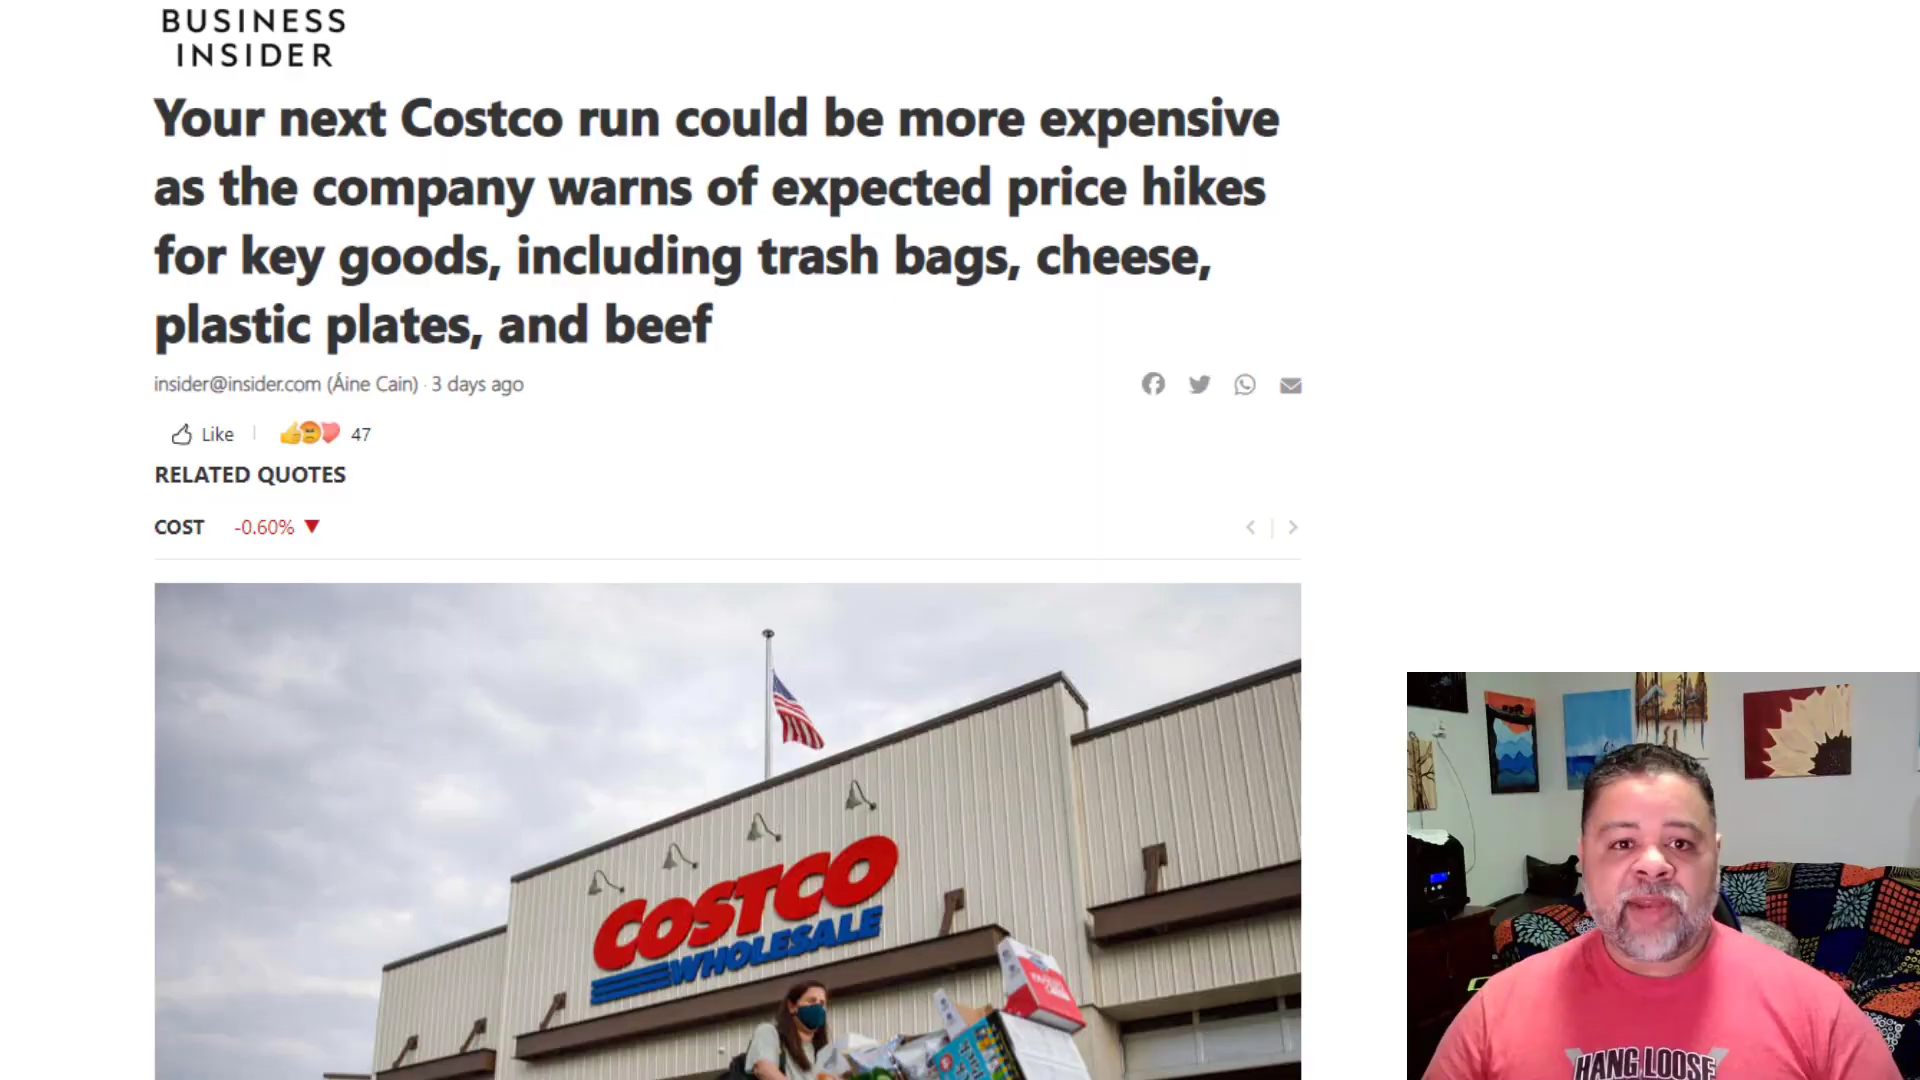 BUSINESS
INSIDER
Your next Costco run could be more expensive
as the company warns of expected price hikes
for key goods, including trash bags, cheese,
plastic plates, and beef
insider@insider.com (Áine Cain) · 3 days ago
Like
47
RELATED QUOTES
COST -0.60%
COSTCO
WHOLESALE
HANG LOOSE